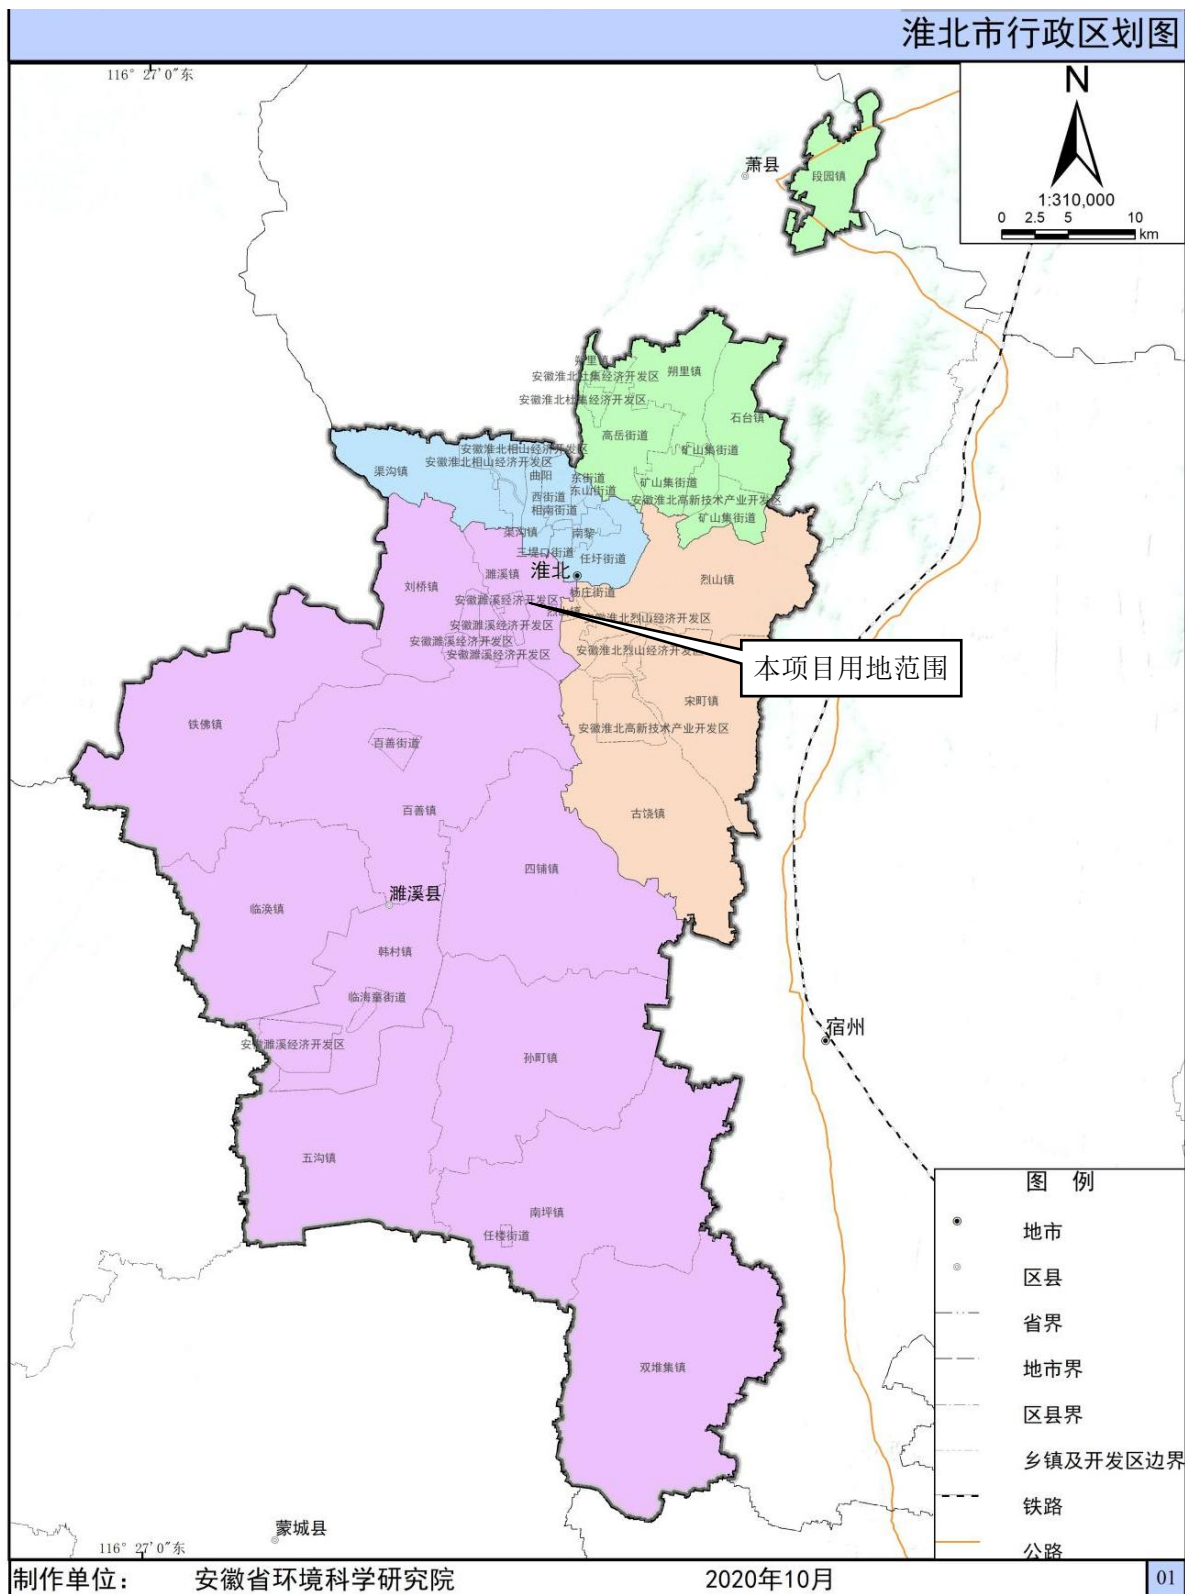 淮北市行政区划图
116° 27′0″东
N
1:310,000
0 2.5 5 10
km
萧县
段园镇
朔里镇
朔里镇
安徽淮北杜集经济开发区
安徽淮北杜集经济开发区
石台镇
高岳街道
安徽淮北相山经济开发区
矿山集街道
安徽淮北相山经济开发区
渠沟镇
曲阳
东街道
矿山集街道
东山街道
西街道
安徽淮北高新技术产业开发区
相南街道
矿山集街道
渠沟镇
南黎
三堤口街道
任圩街道
淮北
濉溪镇
烈山镇
刘桥镇
杨庄街道
安徽濉溪经济开发区
安徽淮北烈山经济开发区
安徽濉溪经济开发区
安徽濉溪经济开发区
安徽淮北烈山经济开发区
安徽濉溪经济开发区
本项目用地范围
宋町镇
铁佛镇
安徽淮北高新技术产业开发区
百善街道
百善镇
古饶镇
四铺镇
濉溪县
临涣镇
韩村镇
临海童街道
宿州
安徽濉溪经济开发区
孙町镇
五沟镇
南坪镇
任楼街道
双堆集镇
图 例
地市
区县
省界
地市界
区县界
乡镇及开发区边界
铁路
公路
蒙城县
116° 27′0″东
制作单位： 安徽省环境科学研究院 2020年10月 01